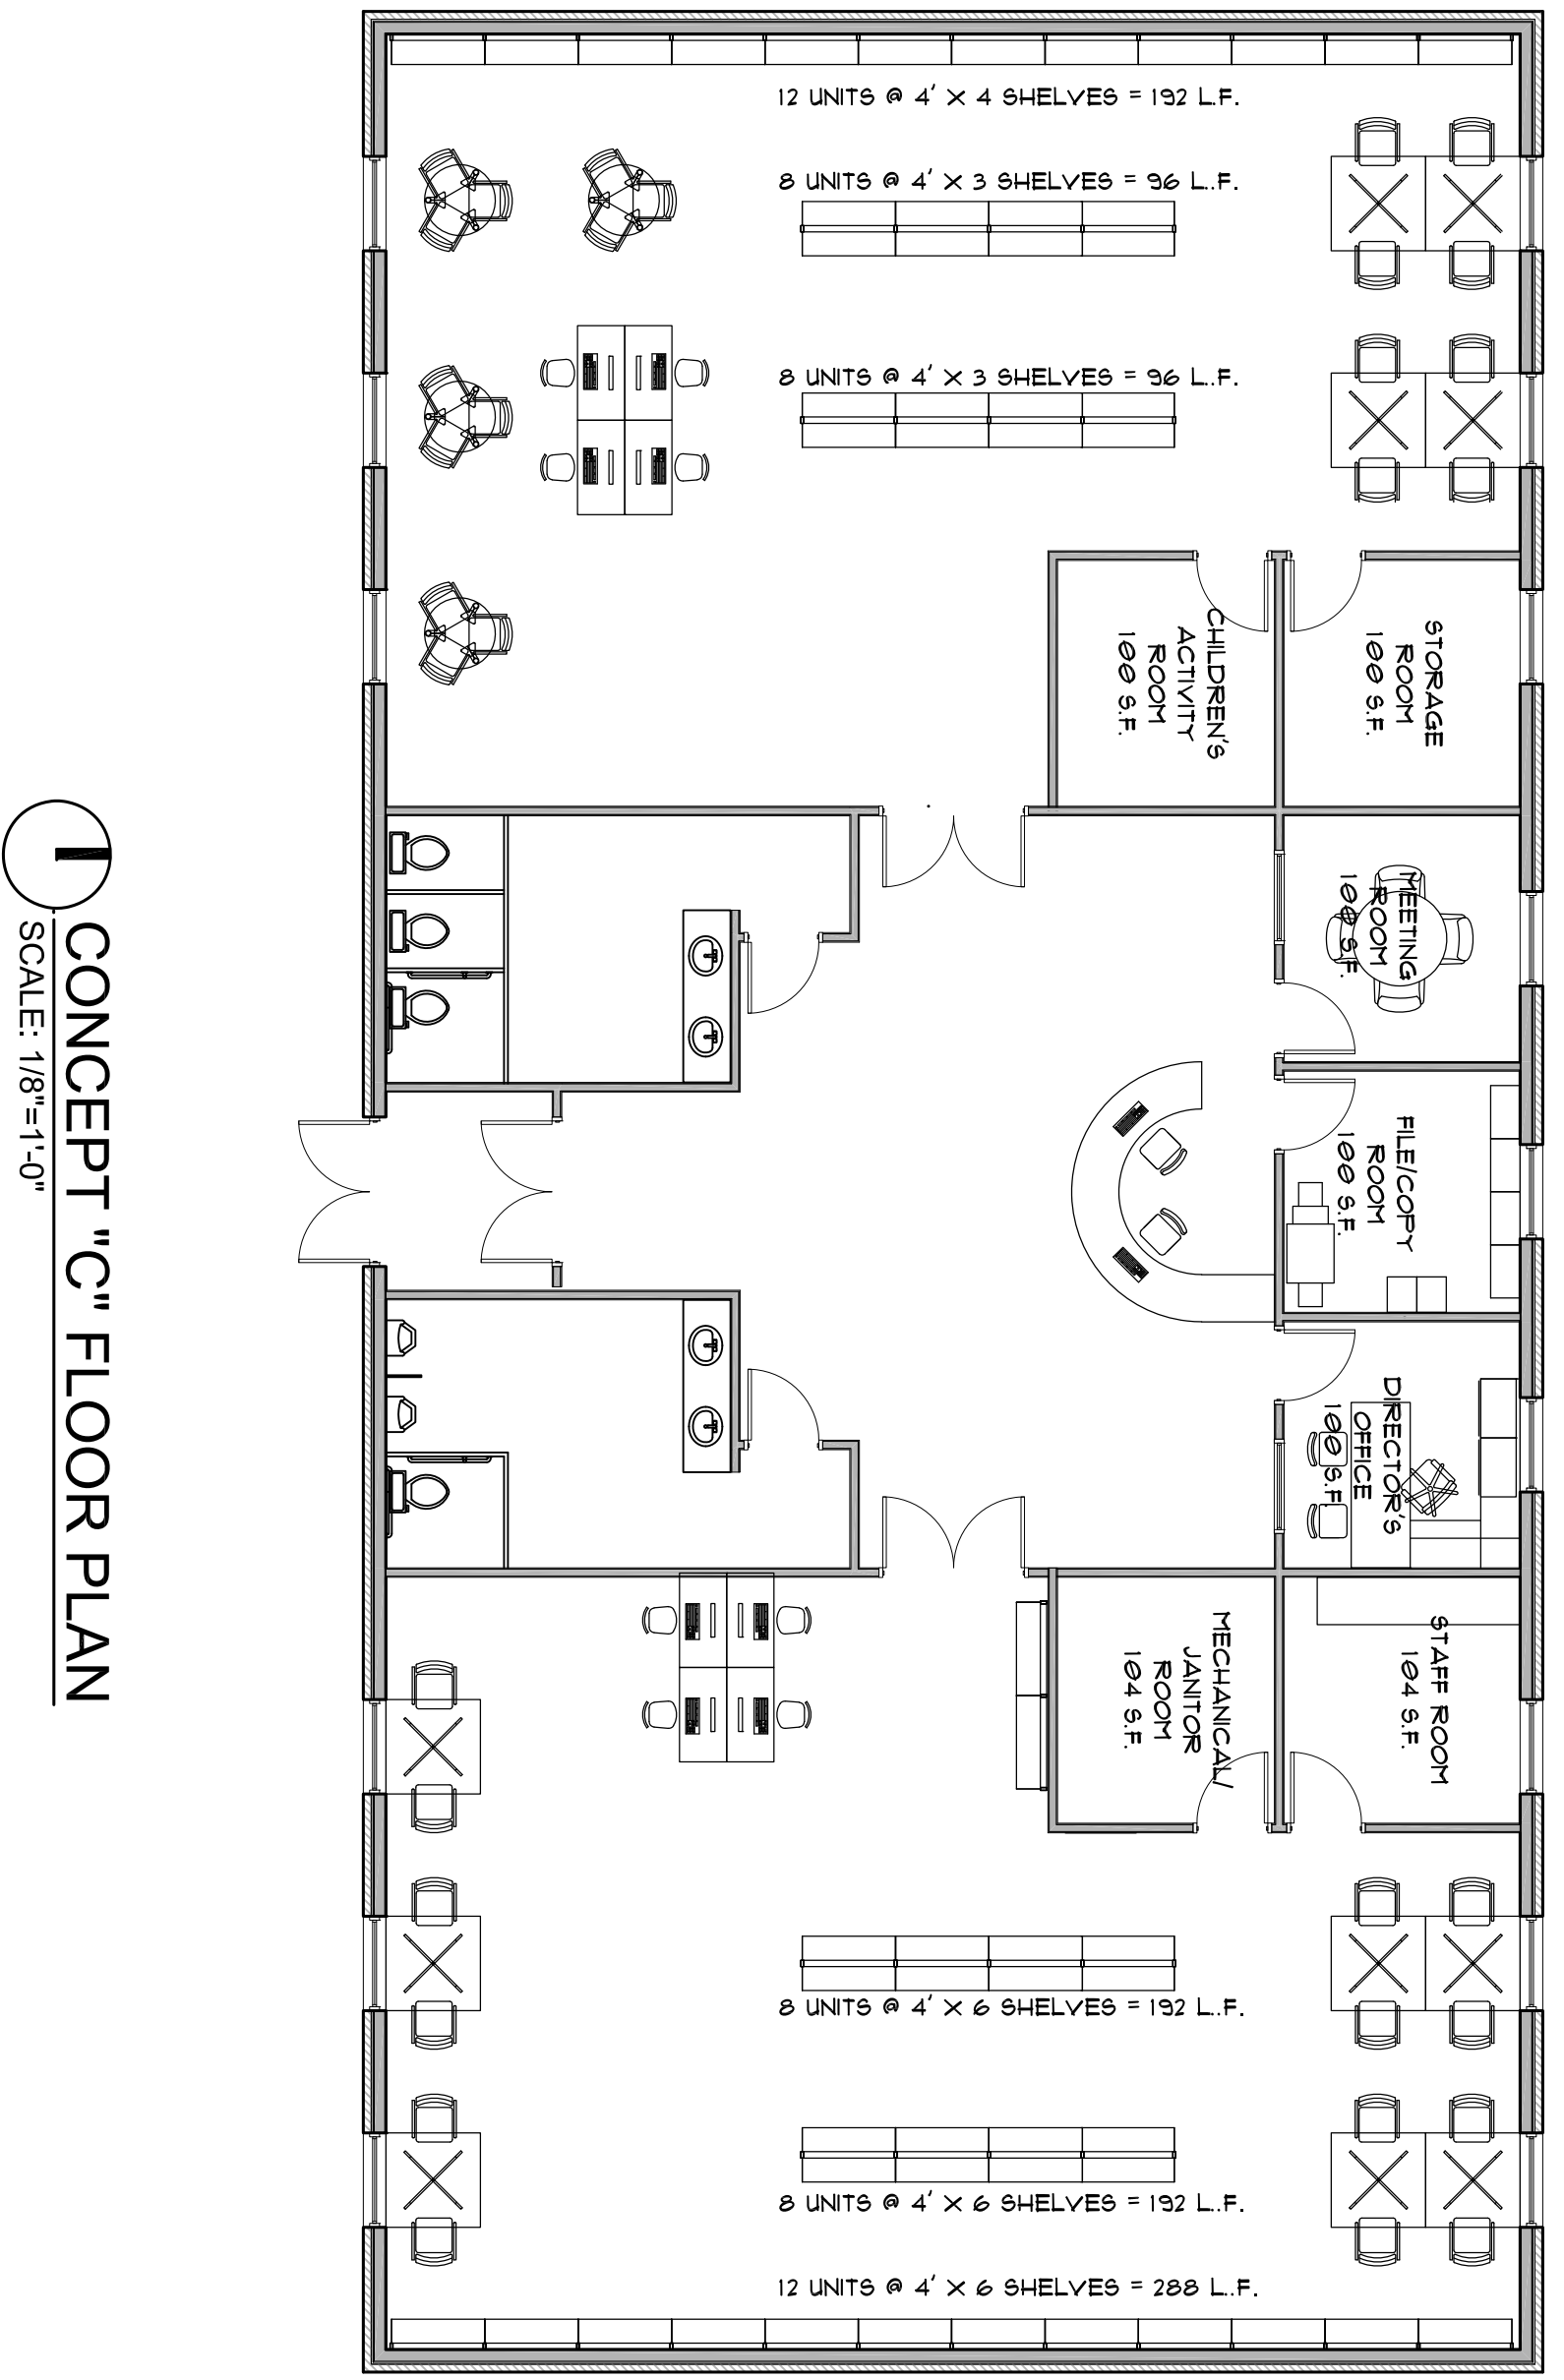 12 UNITS @ 4' X 4 SHELVES = 192 L.F.
8 UNITS @ 4' X 3 SHELVES = 96 L.F.
8 UNITS @ 4' X 3 SHELVES = 96 L.F.
CHILDREN'S
ACTIVITY
ROOM
100 S.F.
STORAGE
ROOM
100 S.F.
MEETING
ROOM
100 S.F.
FILE/COPY
ROOM
100 S.F.
DIRECTOR'S
OFFICE
100 S.F.
MECHANICAL/
JANITOR
ROOM
104 S.F.
STAFF ROOM
104 S.F.
8 UNITS @ 4' X 6 SHELVES = 192 L.F.
8 UNITS @ 4' X 6 SHELVES = 192 L.F.
12 UNITS @ 4' X 6 SHELVES = 288 L.F.
CONCEPT "C" FLOOR PLAN
SCALE: 1/8"=1'-0"